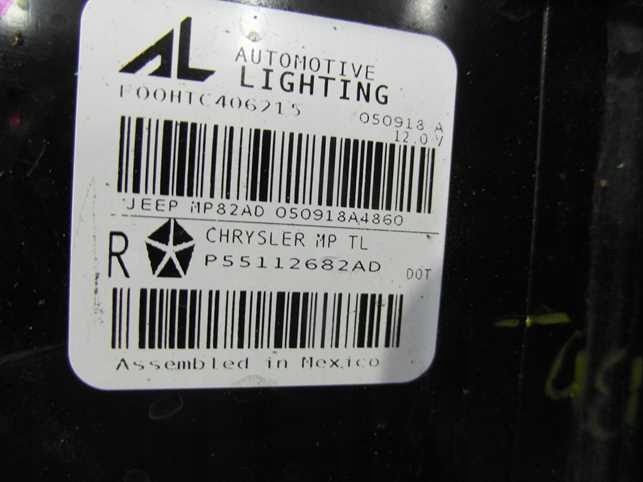 AL AUTOMOTIVE
LIGHTING
F00HTC406215
050918 A
12.0 V
JEEP MP82AD 050918A4860
R
CHRYSLER MP TL
P55112682AD
DOT
Assembled in Mexico